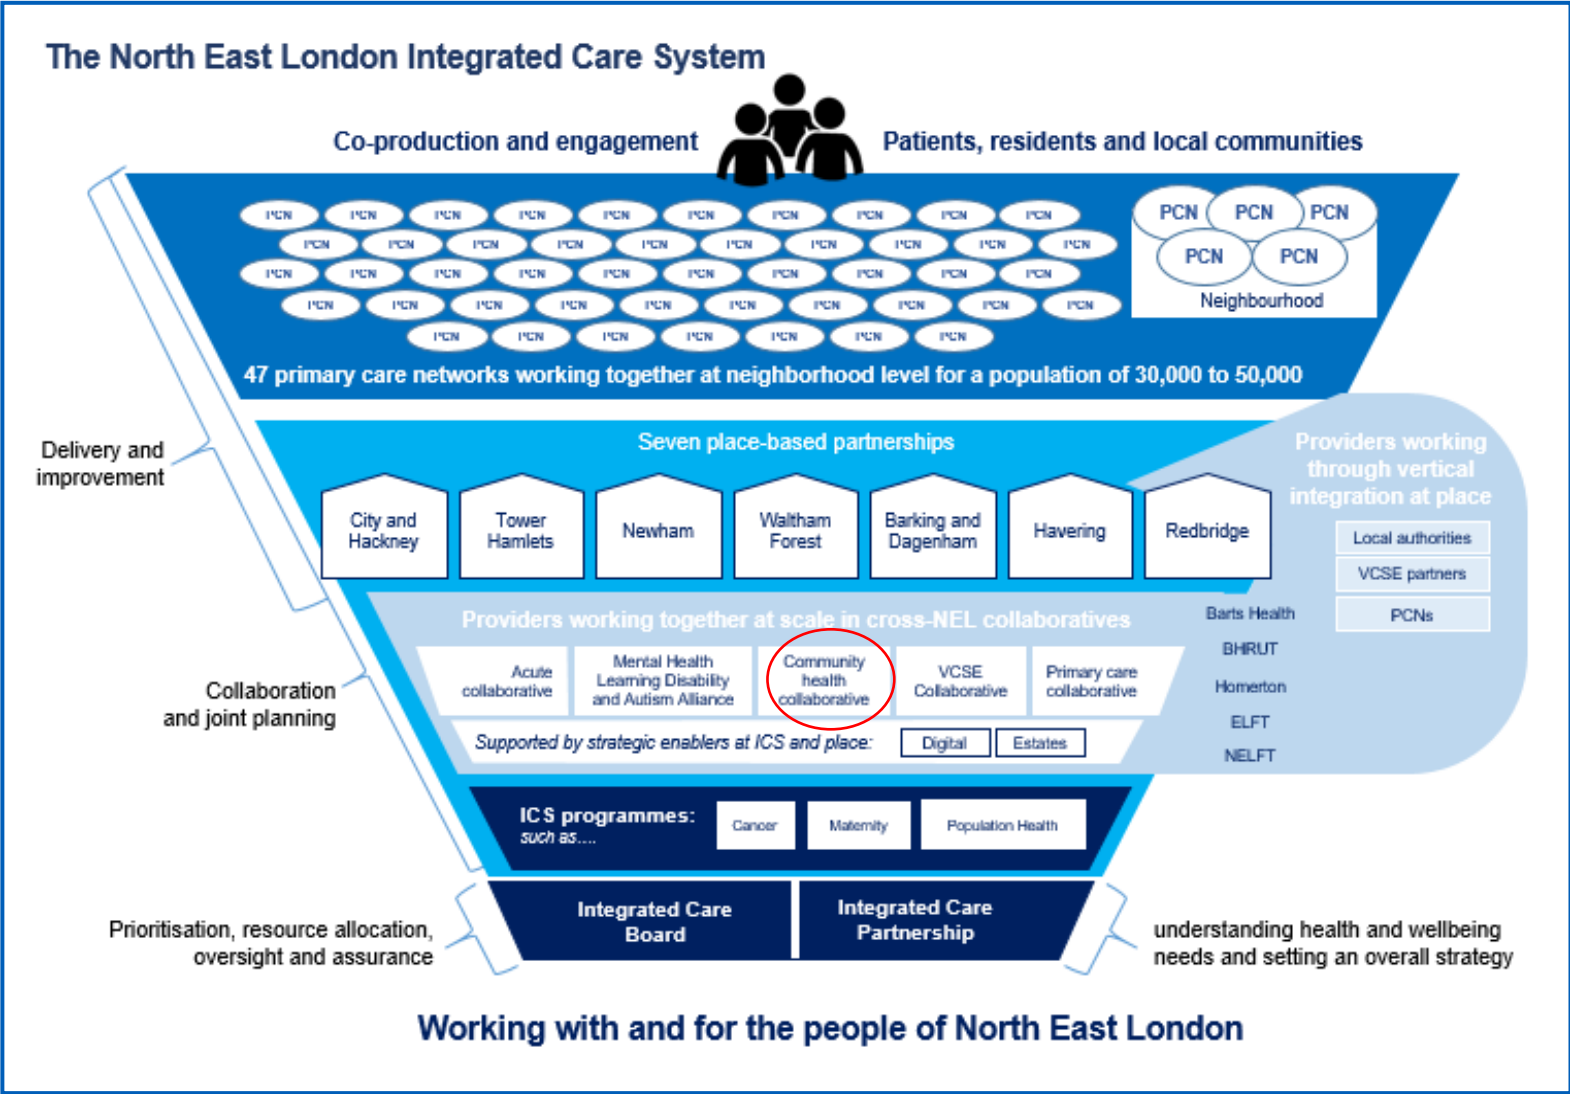 The North East London Integrated Care System
Co-production and engagement
Patients, residents and local communities
PCN PCN PCN PCN PCN PCN PCN PCN PCN PCN
PCN PCN PCN PCN PCN PCN PCN PCN PCN PCN
PCN PCN PCN PCN PCN PCN PCN PCN PCN PCN
PCN PCN PCN PCN PCN PCN PCN PCN PCN PCN
PCN PCN PCN PCN PCN PCN PCN
PCN PCN PCN
PCN PCN
Neighbourhood
47 primary care networks working together at neighborhood level for a population of 30,000 to 50,000
Delivery and
improvement
Seven place-based partnerships
City and
Hackney
Tower
Hamlets
Newham
Waltham
Forest
Barking and
Dagenham
Havering
Redbridge
Providers working
through vertical
integration at place
Local authorities
VCSE partners
PCNs
Barts Health
BHRUT
Homerton
ELFT
NELFT
Collaboration
and joint planning
Providers working together at scale in cross-NEL collaboratives
Acute
collaborative
Mental Health
Learning Disability
and Autism Alliance
Community
health
collaborative
VCSE
Collaborative
Primary care
collaborative
Supported by strategic enablers at ICS and place:
Digital
Estates
ICS programmes:
such as....
Cancer
Maternity
Population Health
Prioritisation, resource allocation,
oversight and assurance
Integrated Care
Board
Integrated Care
Partnership
understanding health and wellbeing
needs and setting an overall strategy
Working with and for the people of North East London